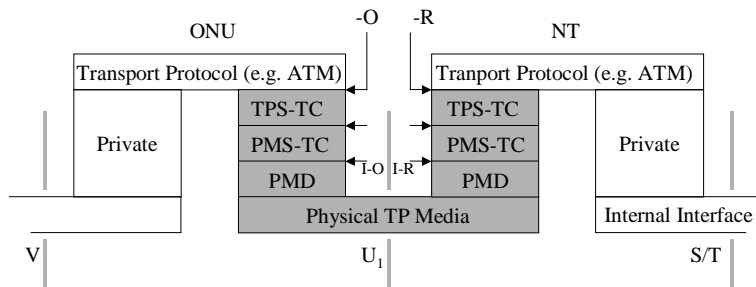 ONU -O -R NT
Transport Protocol (e.g. ATM) Tranport Protocol (e.g. ATM)
TPS-TC TPS-TC
Private PMS-TC PMS-TC Private
I-O I-R
PMD PMD
Physical TP Media Internal Interface
V U1 S/T